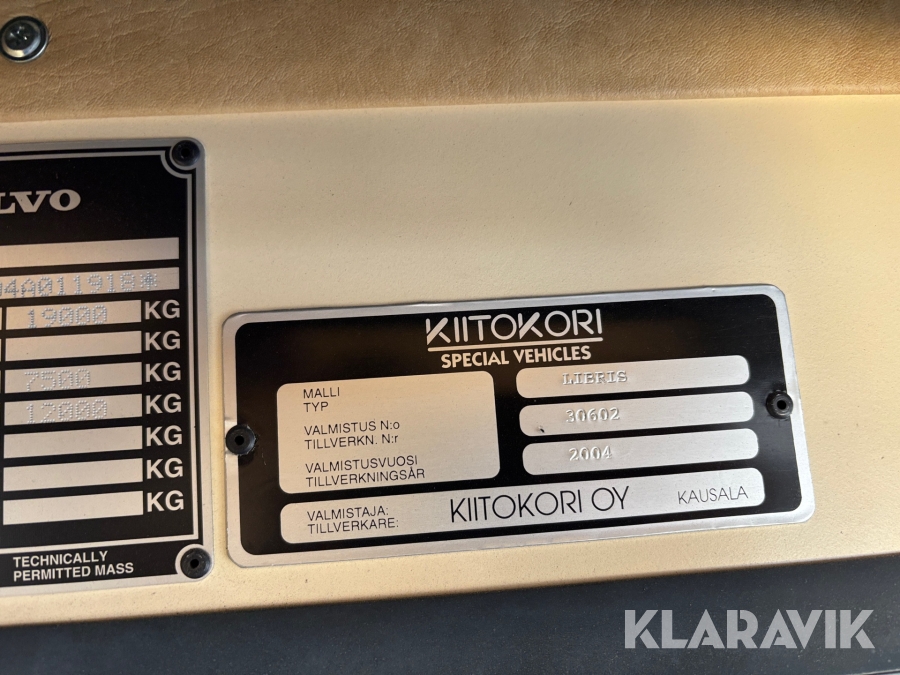 LVO
4A011918*
19000 KG
KG
7500 KG
12000 KG
KG
KG
KG
TECHNICALLY
PERMITTED MASS
KIITOKORI
SPECIAL VEHICLES
MALLI
TYP
LIBRIS
VALMISTUS N:o
TILLVERKN. N:r
30602
VALMISTUSVUOSI
TILLVERKNINGSÅR
2004
VALMISTAJA:
TILLVERKARE:
KIITOKORI OY KAUSALA
KLARAVIK